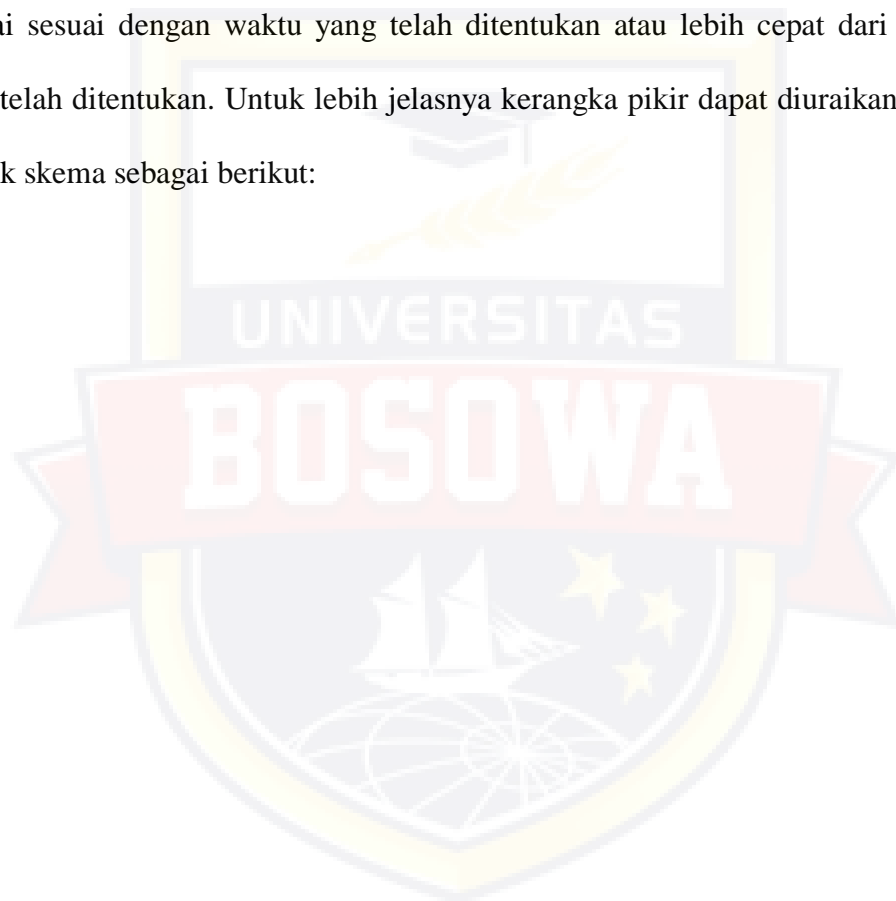 ai sesuai dengan waktu yang telah ditentukan atau lebih cepat dari
telah ditentukan. Untuk lebih jelasnya kerangka pikir dapat diuraikan
k skema sebagai berikut:
UNIVERSITAS
BOSOWA